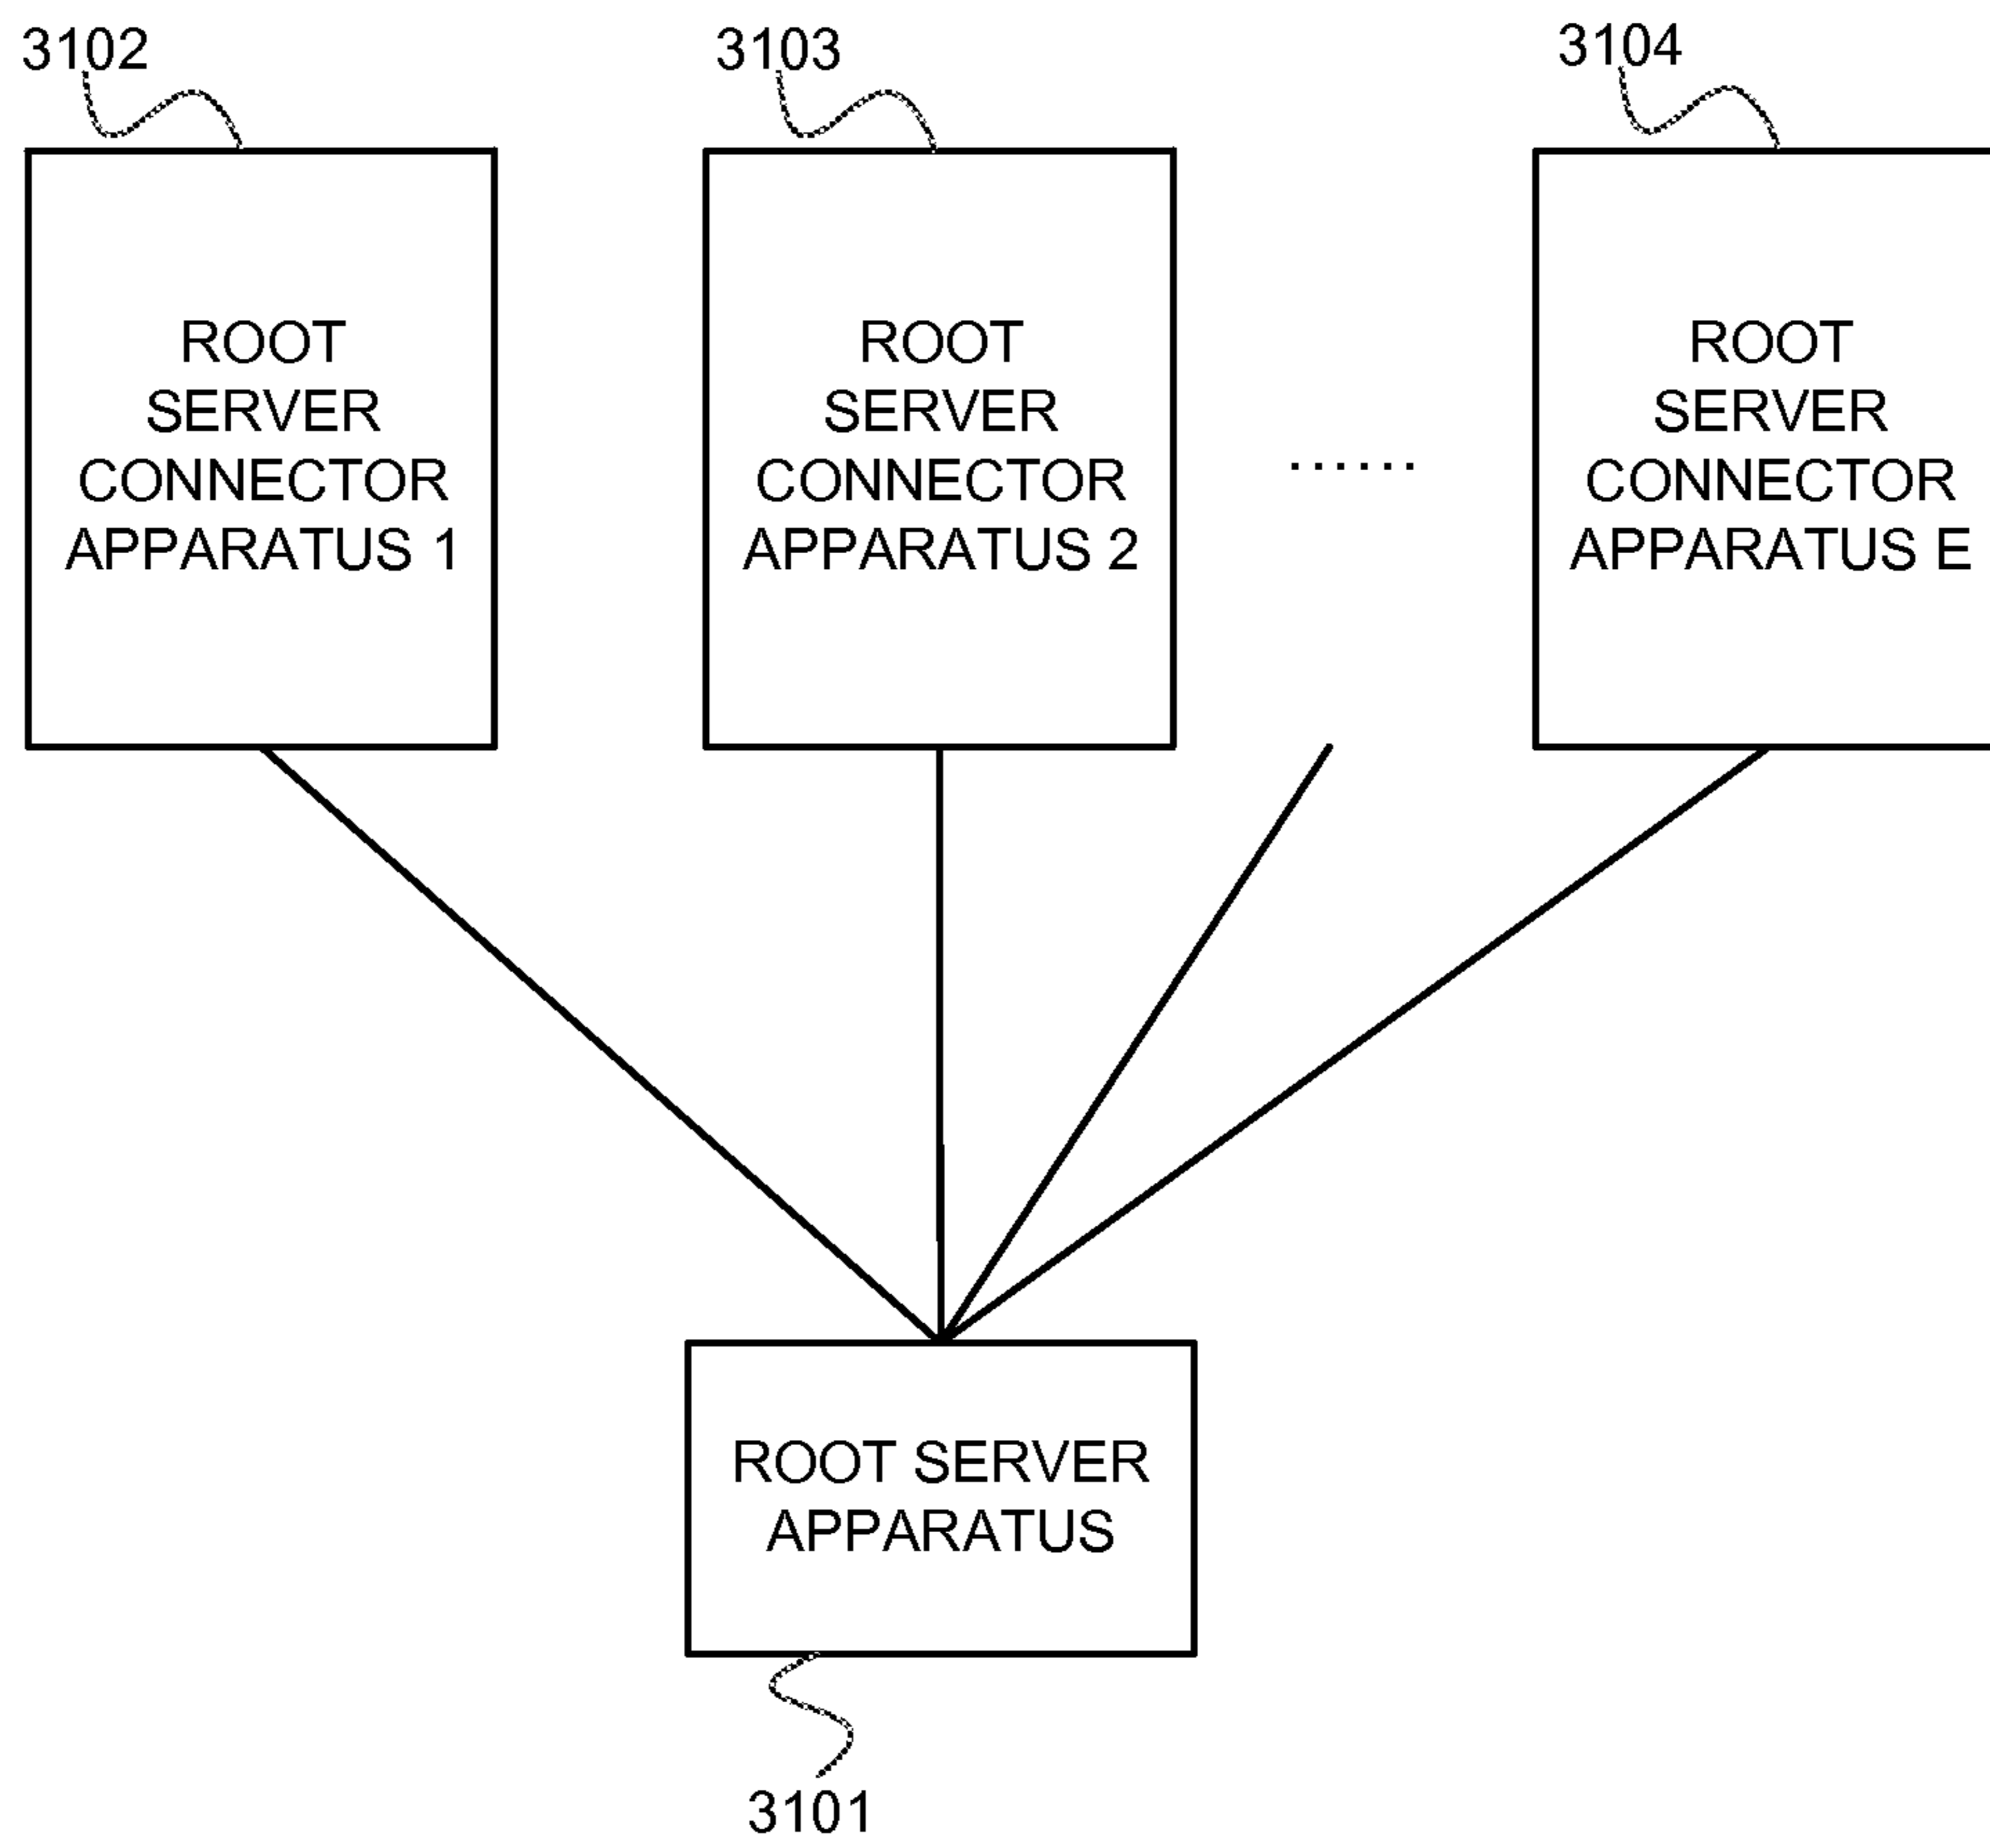 3102
3103
3104
ROOT
SERVER
CONNECTOR
APPARATUS 1
ROOT
SERVER
CONNECTOR
APPARATUS 2
......
ROOT
SERVER
CONNECTOR
APPARATUS E
ROOT SERVER
APPARATUS
3101